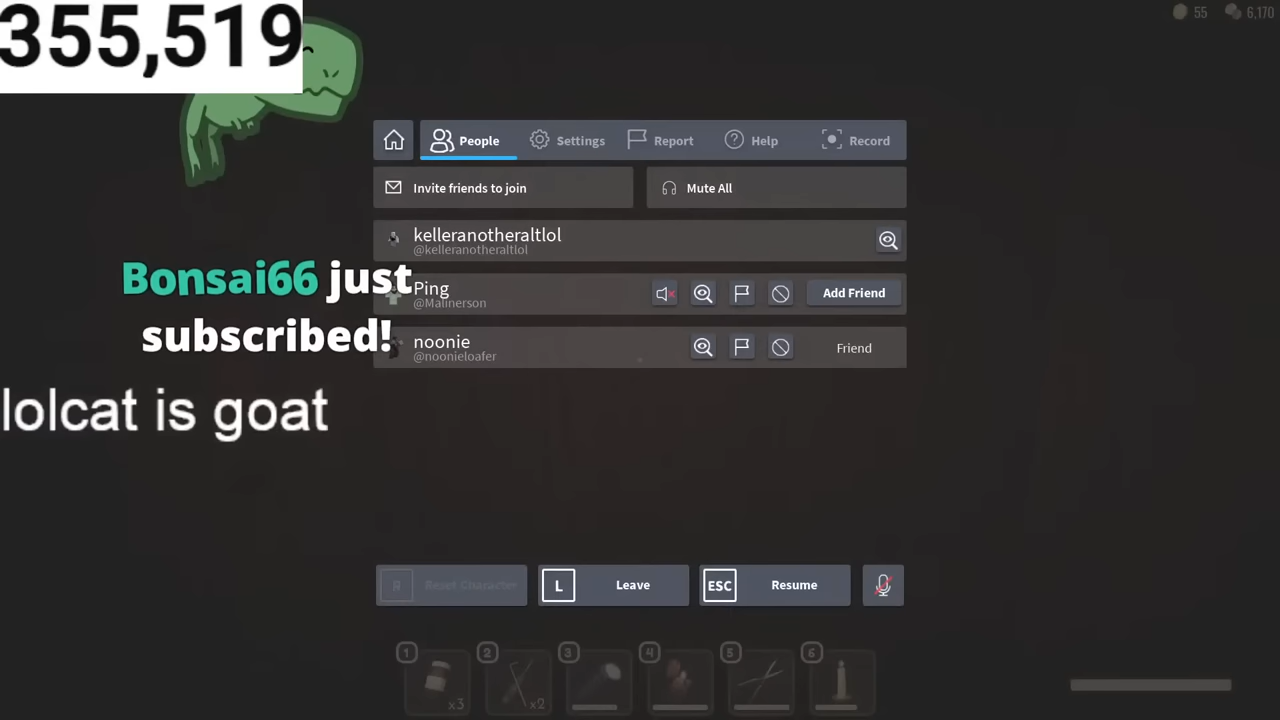 355,519
55
6,170
People
Settings
Report
Help
Record
Invite friends to join
Mute All
kelleranotheraltlol
@kelleranotheraltlol
Bonsai66 just
subscribed!
Ping
@Malinerson
Add Friend
noonie
@noonieloafer
Friend
lolcat is goat
R
Reset Character
L
Leave
ESC
Resume
1
2
3
4
5
6
x3
x2